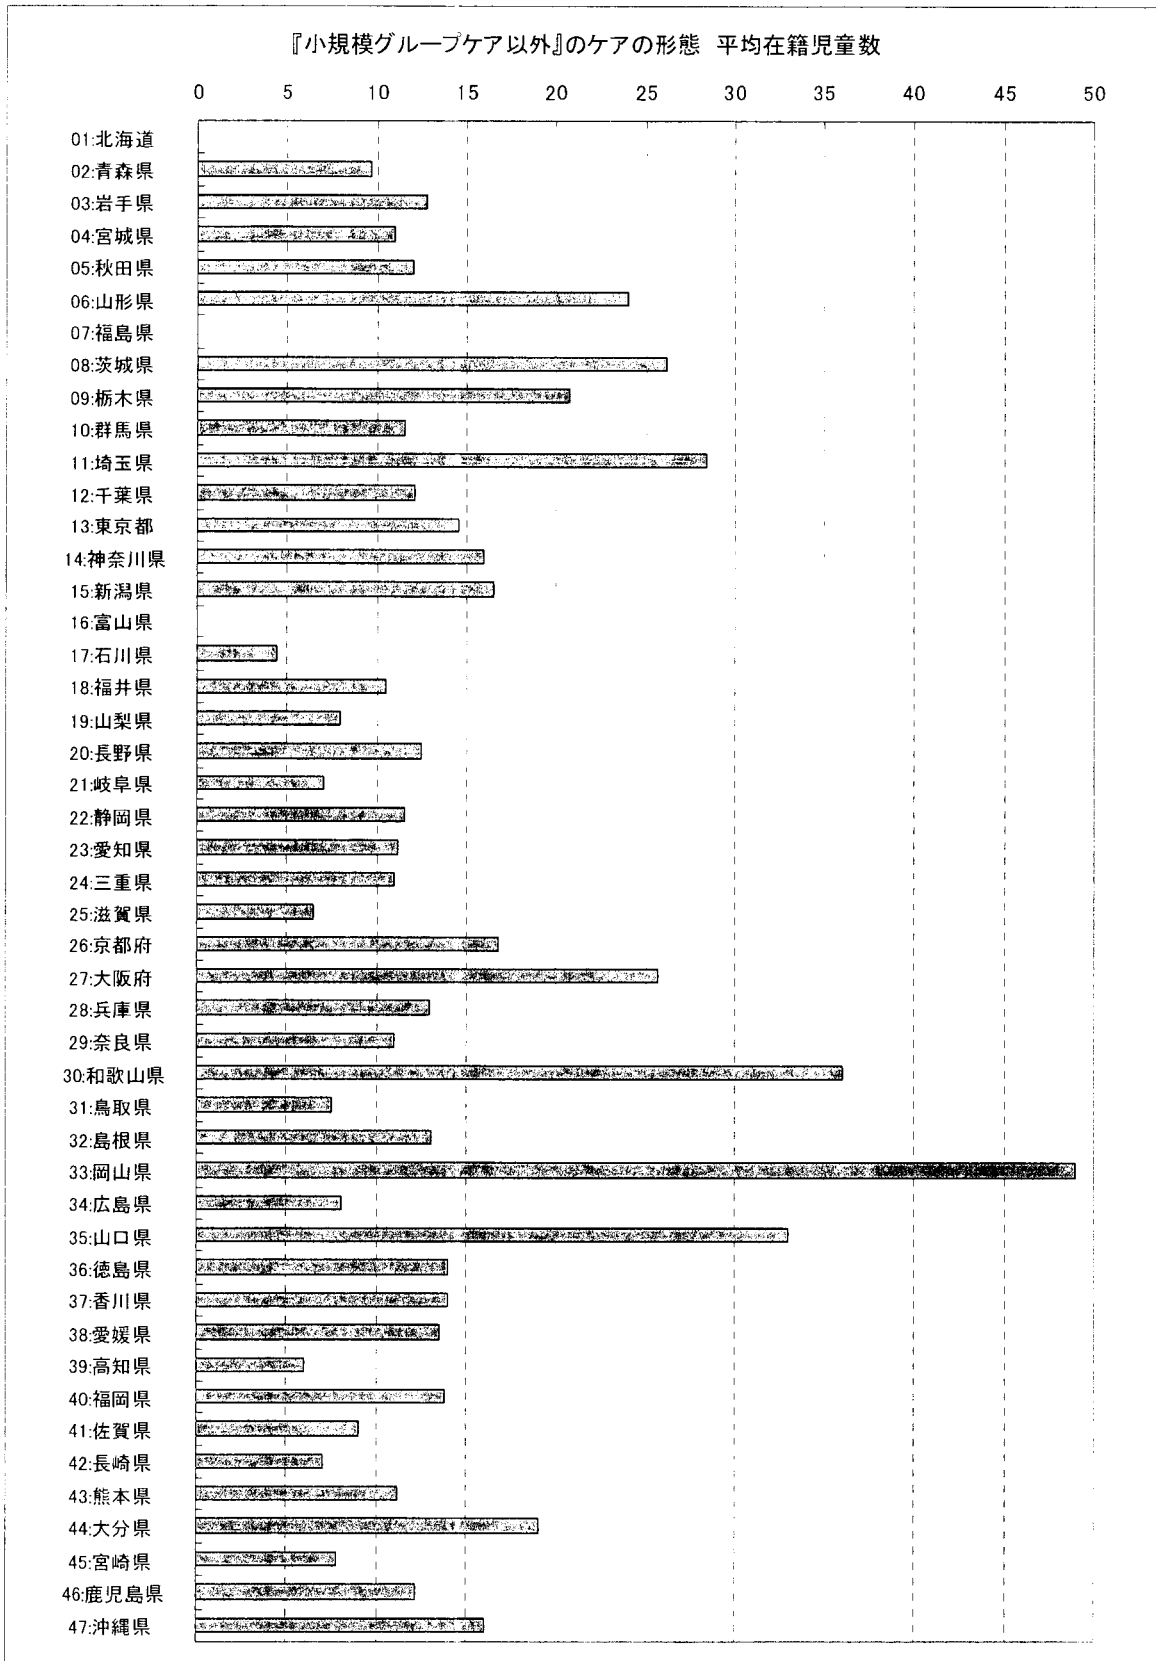 『小規模グループケア以外』のケアの形態 平均在籍児童数
0 5 10 15 20 25 30 35 40 45 50
01:北海道
02:青森県
03:岩手県
04:宮城県
05:秋田県
06:山形県
07:福島県
08:茨城県
09:栃木県
10:群馬県
11:埼玉県
12:千葉県
13:東京都
14:神奈川県
15:新潟県
16:富山県
17:石川県
18:福井県
19:山梨県
20:長野県
21:岐阜県
22:静岡県
23:愛知県
24:三重県
25:滋賀県
26:京都府
27:大阪府
28:兵庫県
29:奈良県
30:和歌山県
31:鳥取県
32:島根県
33:岡山県
34:広島県
35:山口県
36:徳島県
37:香川県
38:愛媛県
39:高知県
40:福岡県
41:佐賀県
42:長崎県
43:熊本県
44:大分県
45:宮崎県
46:鹿児島県
47:沖縄県